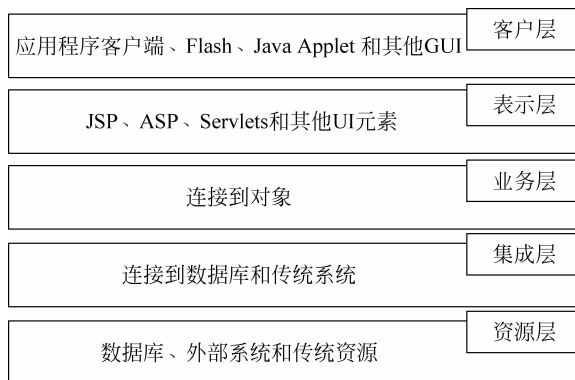 客户层
应用程序客户端、Flash、Java Applet 和其他GUI
表示层
JSP、ASP、Servlets和其他UI元素
业务层
连接到对象
集成层
连接到数据库和传统系统
资源层
数据库、外部系统和传统资源